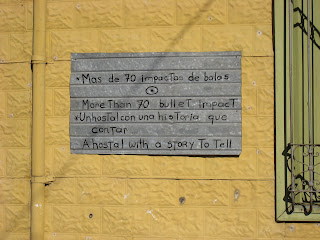 *Mas de 70 impactas de balas
More Than 70 bullet impact
*Un hostal con una historia que
contar
A hostal with a STORY To Tell